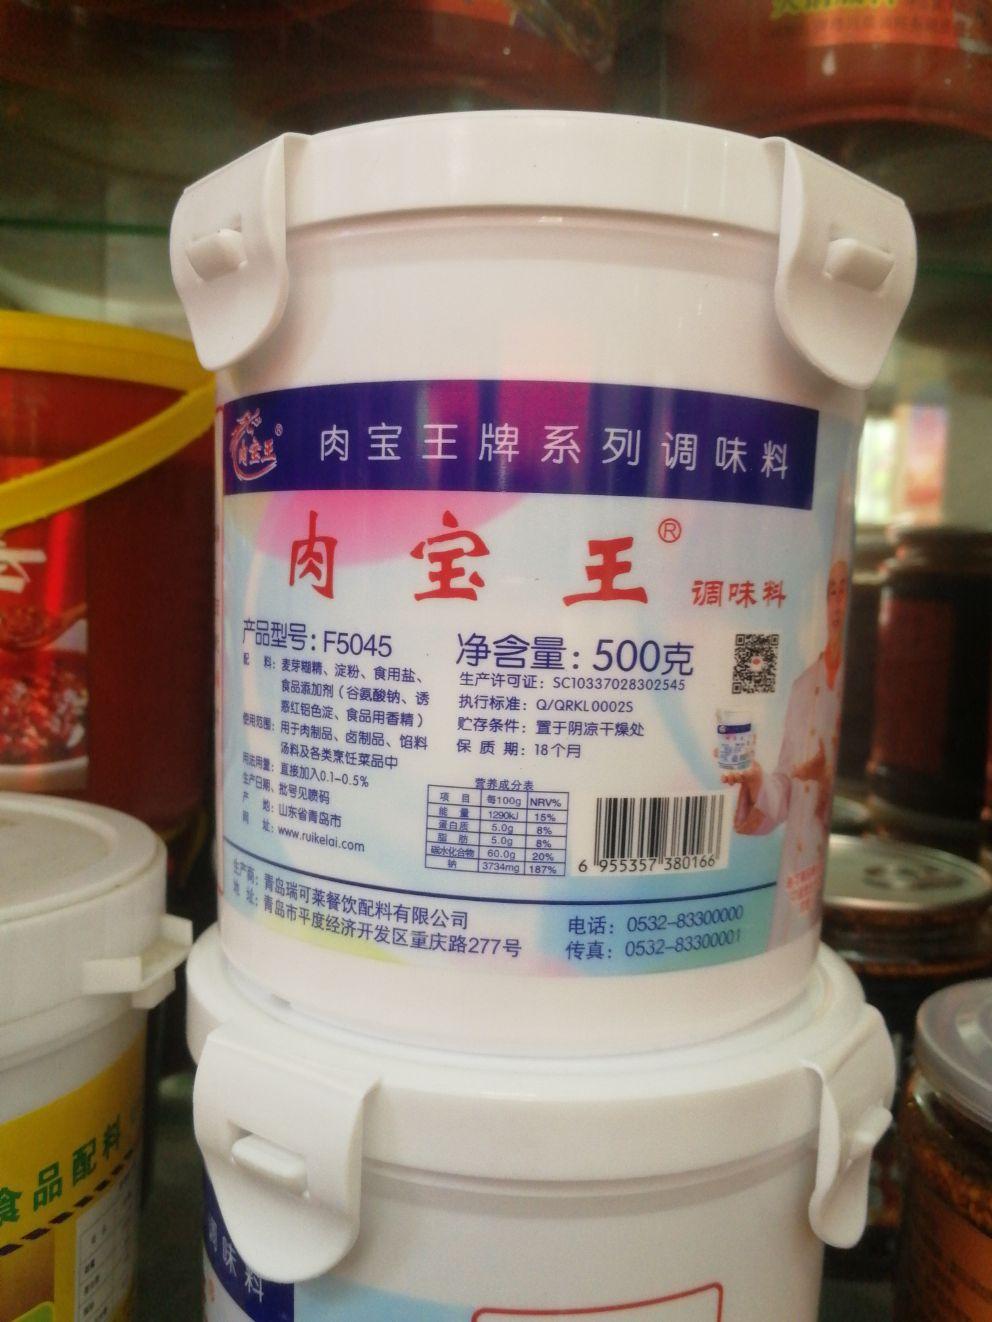 肉宝王®
肉宝王牌系列调味料
肉宝王®
调味料
产品型号：F5045
配 料：麦芽糊精、淀粉、食用盐、
食品添加剂（谷氨酸钠、诱
惑红铝色淀、食品用香精）
使用范围：用于肉制品、卤制品、馅料
汤料及各类烹饪菜品中
用法用量：直接加入0.1-0.5%
生产日期、批号见喷码
产 地：山东省青岛市
网 址：www.ruikelai.com
净含量：500克
生产许可证：SC10337028302545
执行标准：Q/QRKL0002S
贮存条件：置于阴凉干燥处
保 质 期：18个月
营养成分表
项 目 每100g NRV%
能 量 1290kJ 15%
蛋白质 5.0g 8%
脂 肪 5.0g 8%
碳水化合物 60.0g 20%
钠 3734mg 187%
6 955357 380166
生产商：青岛瑞可莱餐饮配料有限公司
地 址：青岛市平度经济开发区重庆路277号
电话：0532-83300000
传真：0532-83300001
食品配料
调味料